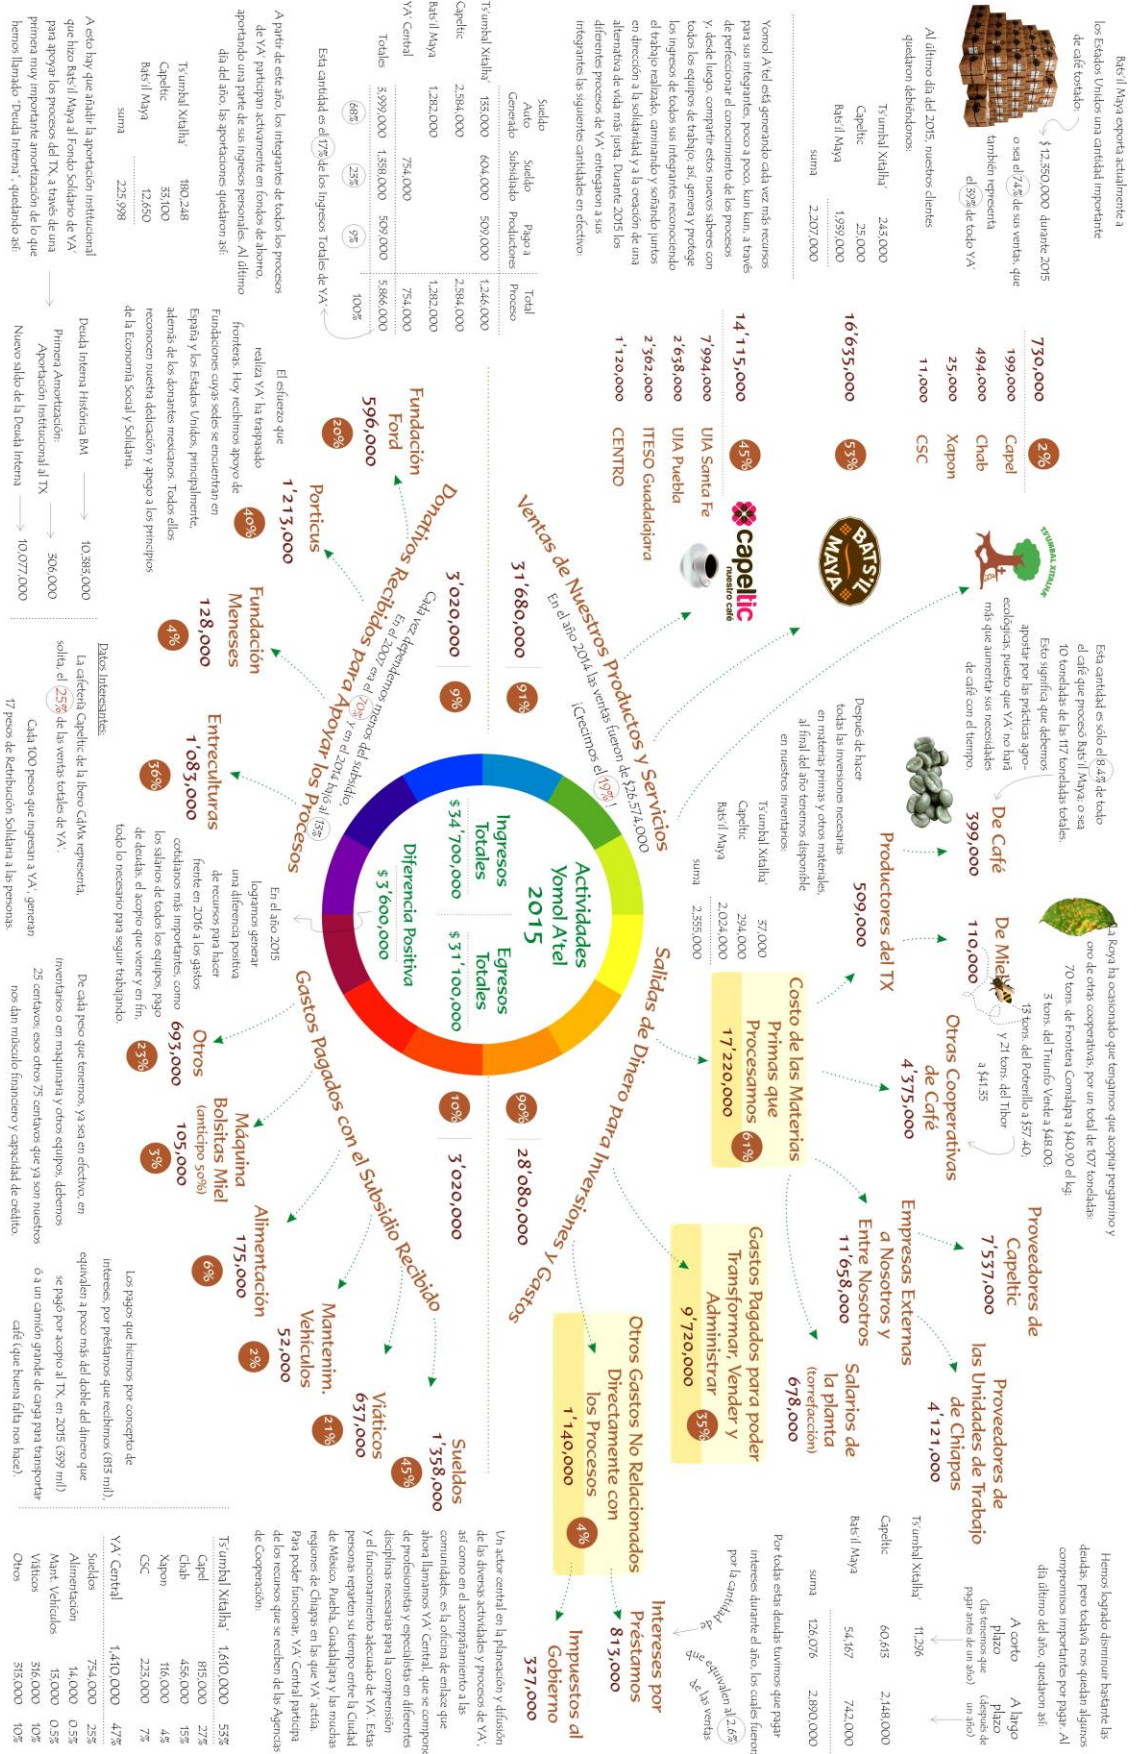 Bats'il Maya exporta actualmente a
los Estados Unidos una cantidad importante
de café tostado:
$ 12,350,000 durante 2015
o sea el 74% de sus ventas, que
también representa
el 39% de todo YA'
Al último día del 2015, nuestros clientes
quedaron debiéndonos:
Ts'umbal Xitalha' 243,000
Capeltic 25,000
Bats'il Maya 1,939,000
suma 2,207,000
Yomol A'tel está generando cada vez más recursos
para sus integrantes, poco a poco, kun kun, a través
de perfeccionar el conocimiento de los procesos
y, desde luego, compartir estos nuevos saberes con
todos los equipos de trabajo; así, genera y protege
los ingresos de todos sus integrantes reconociendo
el trabajo realizado, caminando y soñando juntos
en dirección a la solidaridad y a la creación de una
alternativa de vida más justa. Durante 2015 los
diferentes procesos de YA' entregaron a sus
integrantes las siguientes cantidades en efectivo:
Sueldo Auto Generado Sueldo Subsidiado Pago a Productores Total Proceso
Ts'umbal Xitalha' 133,000 604,000 509,000 1,246,000
Capeltic 2,584,000 2,584,000
Bats'il Maya 1,282,000 1,282,000
YA' Central 754,000 754,000
Totales 3,999,000 1,358,000 509,000 5,866,000
68% 23% 9% 100%
Esta cantidad es el 17% de los ingresos Totales de YA'
A partir de este año, los integrantes de todos los procesos
de YA' participan activamente en fondos de ahorro,
aportando una parte de sus ingresos personales. Al último
día del año, las aportaciones quedaron así:
Ts'umbal Xitalha' 180,248
Capeltic 33,100
Bats'il Maya 12,650
suma 225,998
A esto hay que añadir la aportación institucional
que hizo Bats'il Maya al Fondo Solidario de YA'
para apoyar los procesos del TX, a través de una
primera muy importante amortización de lo que
hemos llamado "Deuda Interna", quedando así:
730,000 2%
199,000 Capel
494,000 Chab
25,000 Xapon
11,000 CSC
TS'UMBAL XITALHA'
16'635,000 53%
BATS'IL
MAYA
14'115,000 45%
capeltic
nuestro café
7'994,000 UIA Santa Fe
2'638,000 UIA Puebla
2'362,000 ITESO Guadalajara
1'120,000 CENTRO
Esta cantidad es sólo el 8.4% de todo
el café que procesó Bats'il Maya; o sea
10 toneladas de las 117 toneladas totales.
Esto significa que debemos
apostar por las prácticas agro-
ecológicas, puesto que YA' no hará
más que aumentar sus necesidades
de café con el tiempo.
Después de hacer
todas las inversiones necesarias
en materias primas y otros materiales,
al final del año tenemos disponible
en nuestros inventarios:
Ts'umbal Xitalha' 37,000
Capeltic 294,000
Bats'il Maya 2,024,000
suma 2,355,000
Ventas de Nuestros Productos y Servicios
En el año 2014 las ventas fueron de $26,574,000
¡Crecimos el 19%!
31'680,000 91%
3'020,000 9%
Donativos Recibidos para Apoyar los Procesos
Cada vez dependemos menos del subsidio.
En el 2007 era el 70% y en el 2014 bajó al 13%
Fundación
Ford
596,000
20%
Porticus
1'213,000
40%
Fundación
Meneses
128,000
4%
Entreculturas
1'083,000
36%
El esfuerzo que
realiza YA' ha traspasado
fronteras. Hoy recibimos apoyo de
Fundaciones cuyas sedes se encuentran en
España y los Estados Unidos, principalmente,
además de los donantes mexicanos. Todos ellos
reconocen nuestra dedicación y apego a los principios
de la Economía Social y Solidaria.
Deuda Interna Histórica BM 10,383,000
Primera Amortización:
Aportación Institucional al TX 306,000
Nuevo saldo de la Deuda Interna 10,077,000
Datos Interesantes:
La cafetería Capeltic de la Ibero CdMx representa,
solita, el 25% de las ventas totales de YA'.
Cada 100 pesos que ingresan a YA', generan
17 pesos de Retribución Solidaria a las personas.
Actividades
Yomol A'tel
2015
Ingresos
Totales
$ 34'700,000
Egresos
Totales
$ 31'100,000
Diferencia Positiva
$ 3'600,000
En el año 2015
logramos generar
una diferencia positiva
de recursos para hacer
frente en 2016 a los gastos
cotidianos más importantes, como
los salarios de todos los equipos, pago
de deudas, el acopio que viene y en fin,
todo lo necesario para seguir trabajando.
De cada peso que tenemos, ya sea en efectivo, en
inventarios o en maquinaria y otros equipos, debemos
25 centavos; esos otros 75 centavos que ya son nuestros
nos dan músculo financiero y capacidad de crédito.
La Roya ha ocasionado que tengamos que acopiar pergamino y
oro de otras cooperativas, por un total de 107 toneladas:
70 tons. de Frontera Comalapa a $40.90 el kg;
3 tons. del Triunfo Verde a $48.00;
13 tons. del Potrerillo a $37.40;
y 21 tons. del Tibor
a $41.35
De Café
399,000
De Miel
110,000
Productores del TX
509,000
Otras Cooperativas
de Café
4'375,000
Costo de las Materias
Primas que
Procesamos
17'220,000
61%
Salidas de Dinero para Inversiones y Gastos
90% 28'080,000
10% 3'020,000
Gastos Pagados con el Subsidio Recibido
Proveedores de
Capeltic
7'537,000
Proveedores de
las Unidades de Trabajo
de Chiapas
4'121,000
Empresas Externas
a Nosotros y
Entre Nosotros
11'658,000
Salarios de
la planta
(torrefacción)
678,000
Gastos Pagados para poder
Transformar, Vender y
Administrar
9'720,000
35%
Otros Gastos No Relacionados
Directamente con
los Procesos
1'140,000
4%
Intereses por
Préstamos
813,000
Impuestos al
Gobierno
327,000
Otros
693,000
23%
Máquina
Bolsitas Miel
(anticipo 50%)
105,000
3%
Alimentación
175,000
6%
Mantenim.
Vehículos
52,000
2%
Viáticos
637,000
21%
Sueldos
1'358,000
45%
Los pagos que hicimos por concepto de
intereses, por préstamos que recibimos (813 mil),
equivalen a poco más del doble del dinero que
se pagó por acopio al TX, en 2015 (399 mil)
ó a un camión grande de carga para transportar
café (que buena falta nos hace).
Hemos logrado disminuir bastante las
deudas, pero todavía nos quedan algunos
compromisos importantes por pagar. Al
día último del año, quedaron así:
A corto
plazo
(las tenemos que
pagar antes de un año)
A largo
plazo
(después de
un año)
Ts'umbal Xitalha' 11,296
Capeltic 60,613 2,148,000
Bats'il Maya 54,167 742,000
suma 126,076 2,890,000
Por todas estas deudas tuvimos que pagar
intereses durante el año, los cuales fueron
por la cantidad de
que equivalen al 2.6%
de las ventas
Un actor central en la planeación y difusión
de las diversas actividades y procesos de YA',
así como en el acompañamiento a las
comunidades, es la oficina de enlace que
ahora llamamos YA' Central, que se compone
de profesionistas y especialistas en diferentes
disciplinas necesarias para la comprensión
y el funcionamiento adecuado de YA'. Estas
personas reparten su tiempo entre la Ciudad
de México, Puebla, Guadalajara y las muchas
regiones de Chiapas en las que YA' actúa.
Para poder funcionar, YA' Central participa
de los recursos que se reciben de las Agencias
de Cooperación:
Ts'umbal Xitalha' 1,610,000 53%
Capel 815,000 27%
Chab 456,000 15%
Xapon 116,000 4%
CSC 223,000 7%
YA' Central 1,410,000 47%
Sueldos 754,000 25%
Alimentación 14,000 0.5%
Mant. Vehículos 13,000 0.5%
Viáticos 316,000 10%
Otros 313,000 10%